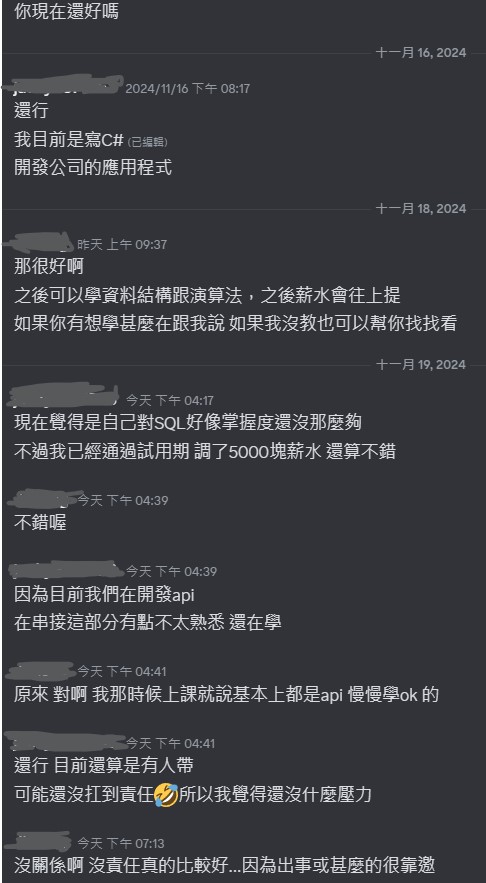 你現在還好嗎
十一月 16, 2024
2024/11/16 下午 08:17
還行
我目前是寫C# (已編輯)
開發公司的應用程式
十一月 18, 2024
昨天 上午 09:37
那很好啊
之後可以學資料結構跟演算法，之後薪水會往上提
如果你有想學甚麼在跟我說 如果我沒教也可以幫你找找看
十一月 19, 2024
今天 下午 04:17
現在覺得是自己對SQL好像掌握度還沒那麼夠
不過我已經通過試用期 調了5000塊薪水 還算不錯
今天 下午 04:39
不錯喔
今天 下午 04:39
因為目前我們在開發api
在串接這部分有點不太熟悉 還在學
今天 下午 04:41
原來 對啊 我那時候上課就說基本上都是api 慢慢學ok 的
今天 下午 04:41
還行 目前還算是有人帶
可能還沒扛到責任🤣所以我覺得還沒什麼壓力
今天 下午 07:13
沒關係啊 沒責任真的比較好...因為出事或甚麼的很靠邀